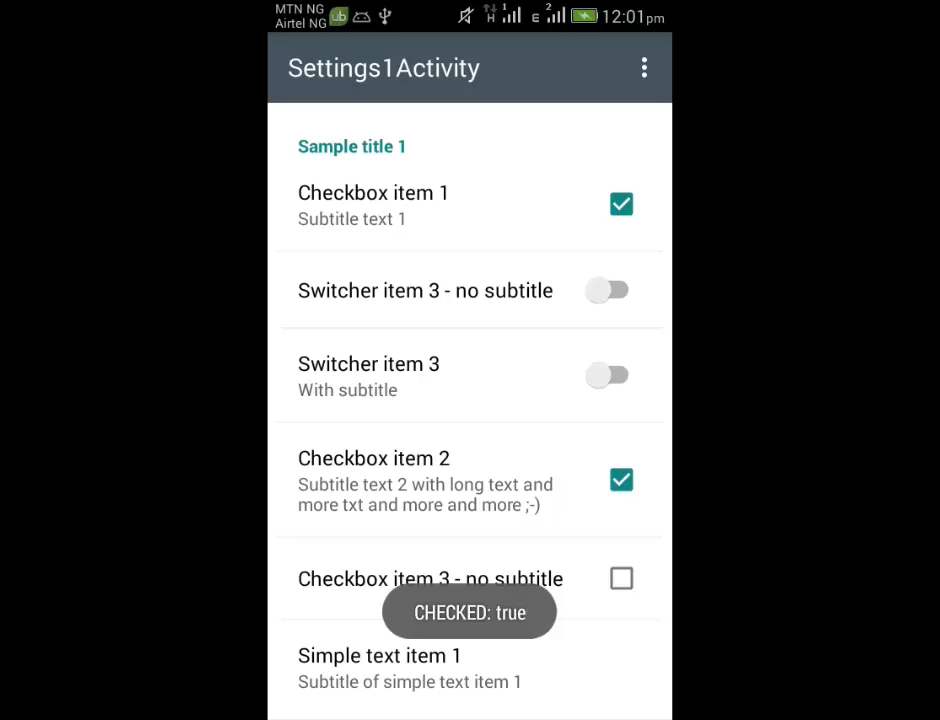 MTN NG
Airtel NG
ub
H 1 E 2 12:01pm
Settings1Activity
Sample title 1
Checkbox item 1
Subtitle text 1
Switcher item 3 - no subtitle
Switcher item 3
With subtitle
Checkbox item 2
Subtitle text 2 with long text and
more txt and more and more ;-)
Checkbox item 3 - no subtitle
CHECKED: true
Simple text item 1
Subtitle of simple text item 1